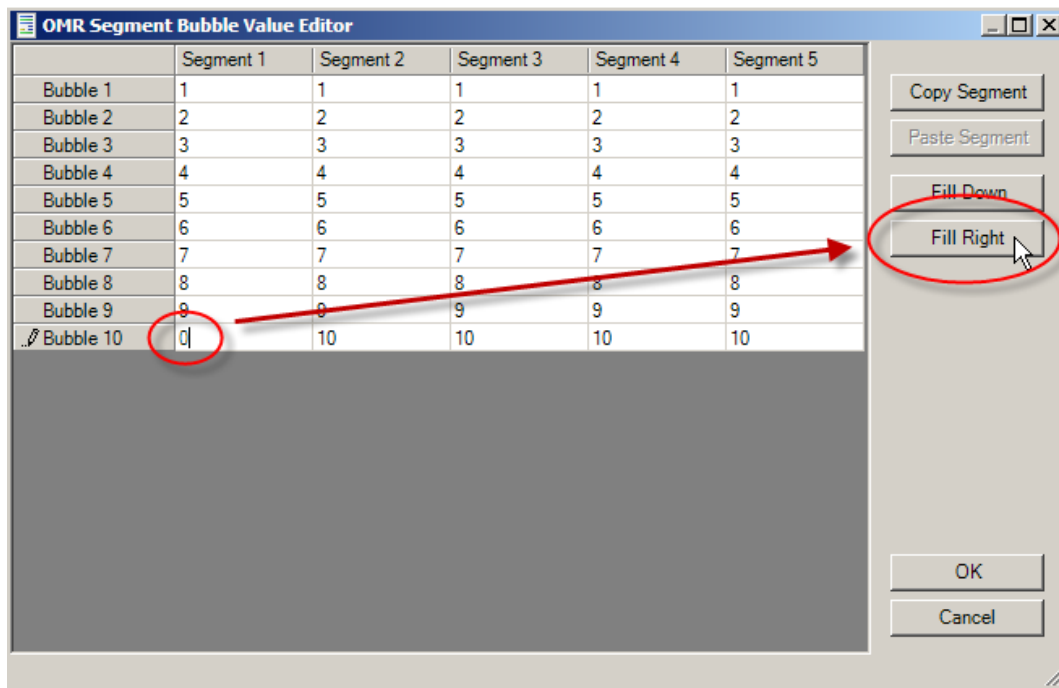 OMR Segment Bubble Value Editor
Segment 1 Segment 2 Segment 3 Segment 4 Segment 5
Bubble 1 1 1 1 1 1
Bubble 2 2 2 2 2 2
Bubble 3 3 3 3 3 3
Bubble 4 4 4 4 4 4
Bubble 5 5 5 5 5 5
Bubble 6 6 6 6 6 6
Bubble 7 7 7 7 7 7
Bubble 8 8 8 8 8 8
Bubble 9 9 9 9 9 9
Bubble 10 0 10 10 10 10
Copy Segment
Paste Segment
Fill Down
Fill Right
OK
Cancel